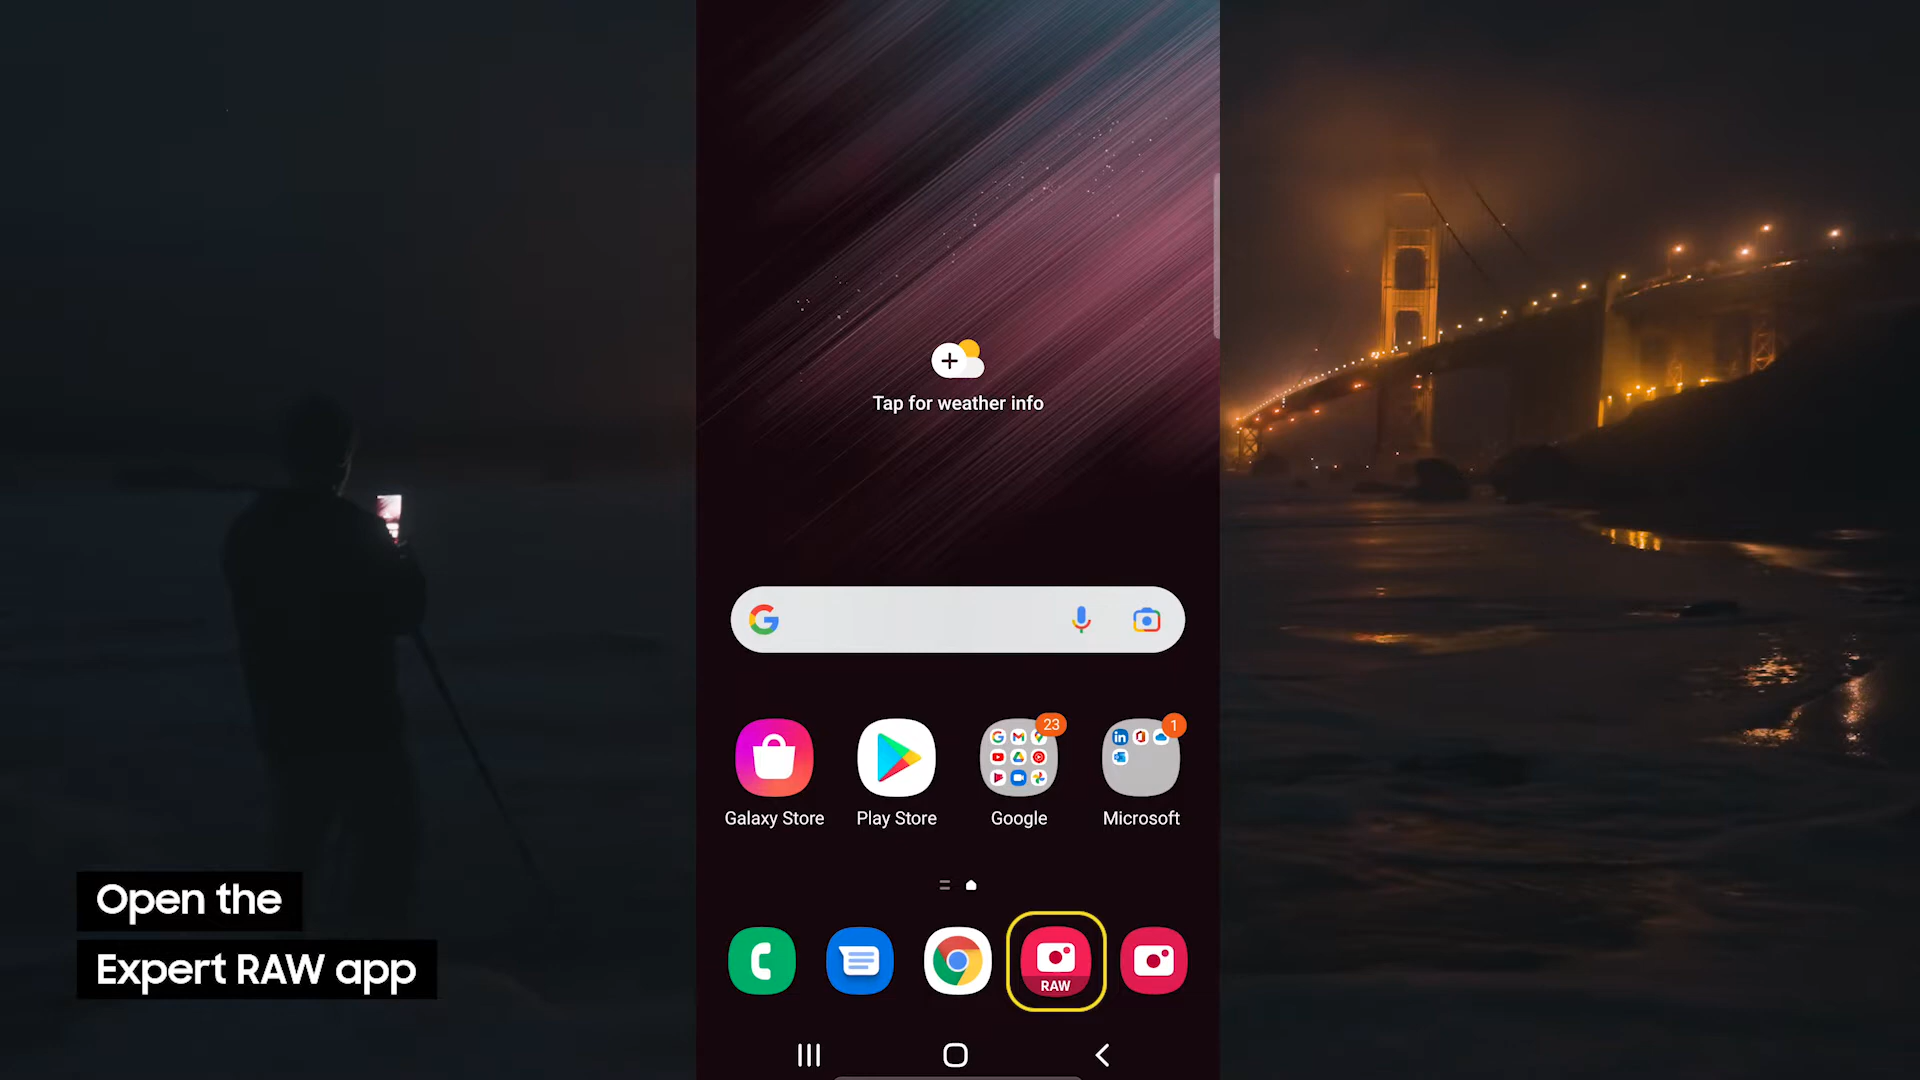 Tap for weather info
23
1
Galaxy Store
Play Store
Google
Microsoft
Open the
Expert RAW app
RAW